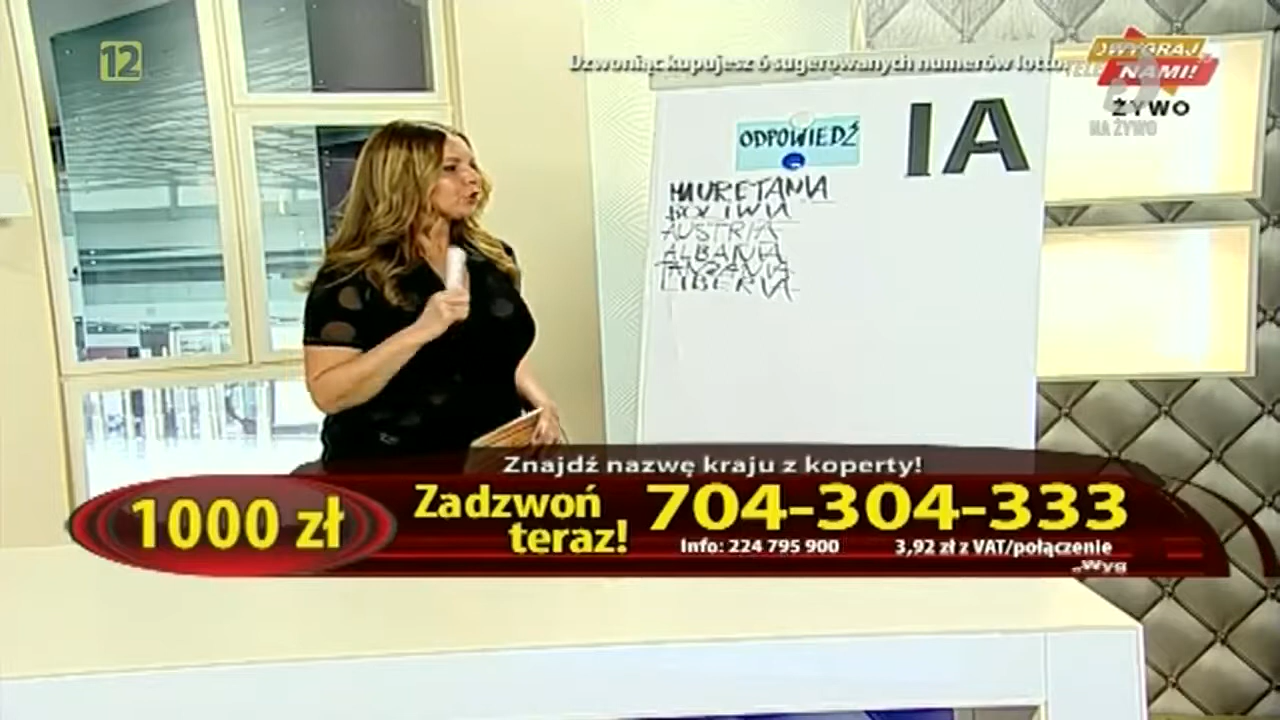 12
Dzwoniąc kupujesz 6 sugerowanych numerów lotto
WYGRAJ
NAMI!
ŻYWO
NA ŻYWO
IA
ODPOWIEDŹ
MAURETANIA
BOLIWIA
AUSTRIA
ALBANIA
TANZANIA
LIBERIA
Znajdź nazwę kraju z koperty!
1000 zł
Zadzwoń
teraz!
704-304-333
Info: 224 795 900
3,92 zł z VAT/połączenie
„Wyg